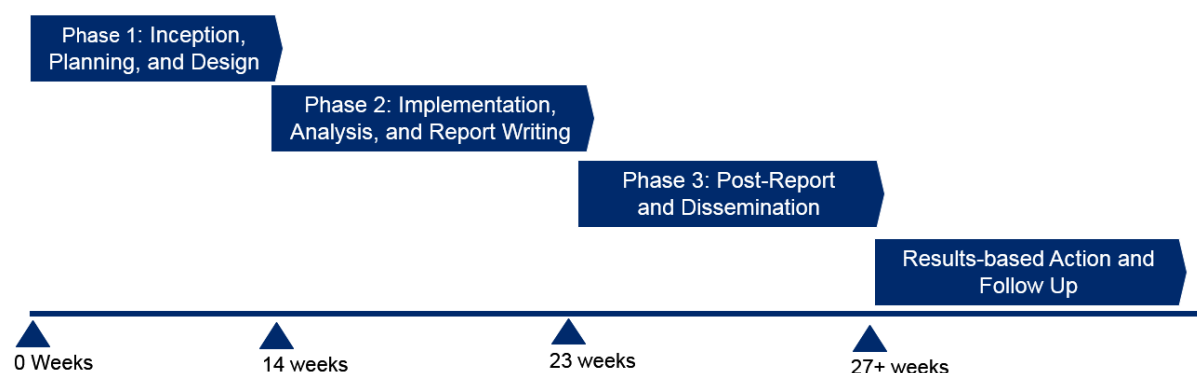 Phase 1: Inception,
Planning, and Design
Phase 2: Implementation,
Analysis, and Report Writing
Phase 3: Post-Report
and Dissemination
Results-based Action and
Follow Up
0 Weeks
14 weeks
23 weeks
27+ weeks